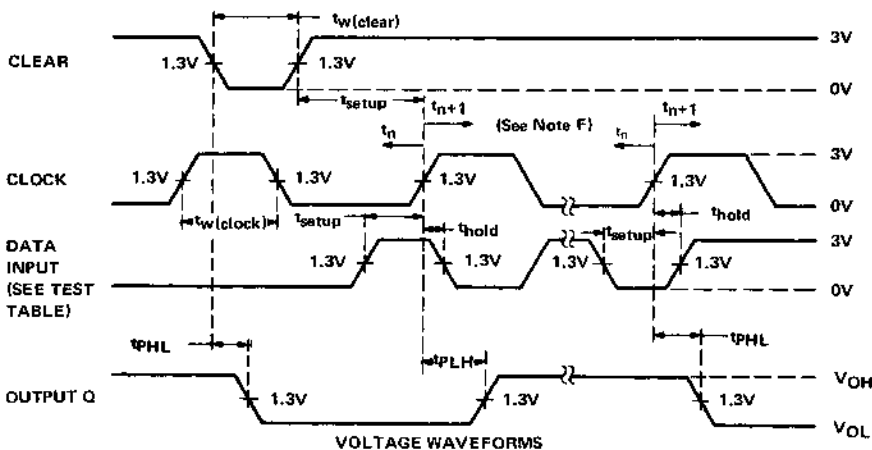 tw(clear)
CLEAR 1.3V 1.3V 3V
0V
tsetup tn+1 (See Note F) tn+1
tn tn
CLOCK 1.3V 1.3V 1.3V 1.3V 3V
0V
tw(clock) tsetup thold tsetup thold
DATA
INPUT
(SEE TEST
TABLE)
1.3V 1.3V 1.3V 1.3V 3V
0V
tPHL tPLH tPHL
OUTPUT Q 1.3V 1.3V 1.3V VOH
VOL
VOLTAGE WAVEFORMS